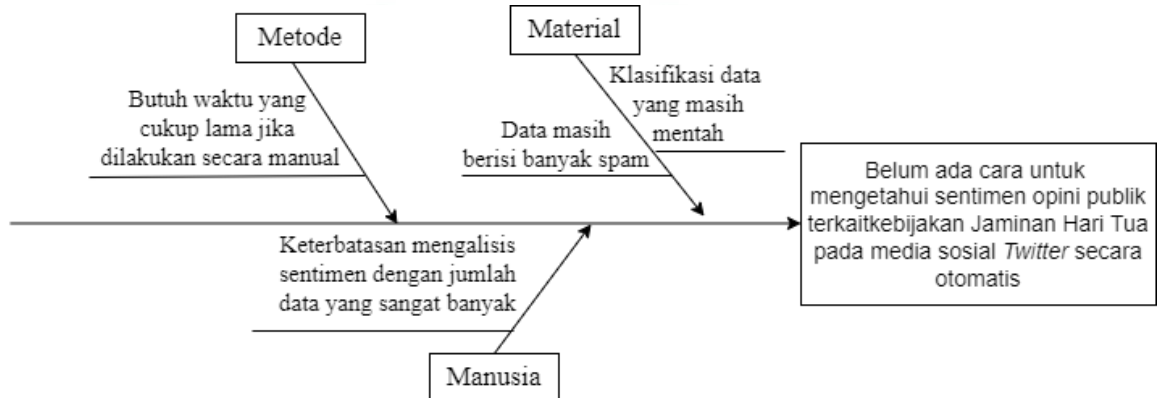 Metode
Butuh waktu yang
cukup lama jika
dilakukan secara manual
Material
Klasifikasi data
yang masih
mentah
Data masih
berisi banyak spam
Keterbatasan mengalisis
sentimen dengan jumlah
data yang sangat banyak
Manusia
Belum ada cara untuk
mengetahui sentimen opini publik
terkaitkebijakan Jaminan Hari Tua
pada media sosial Twitter secara
otomatis